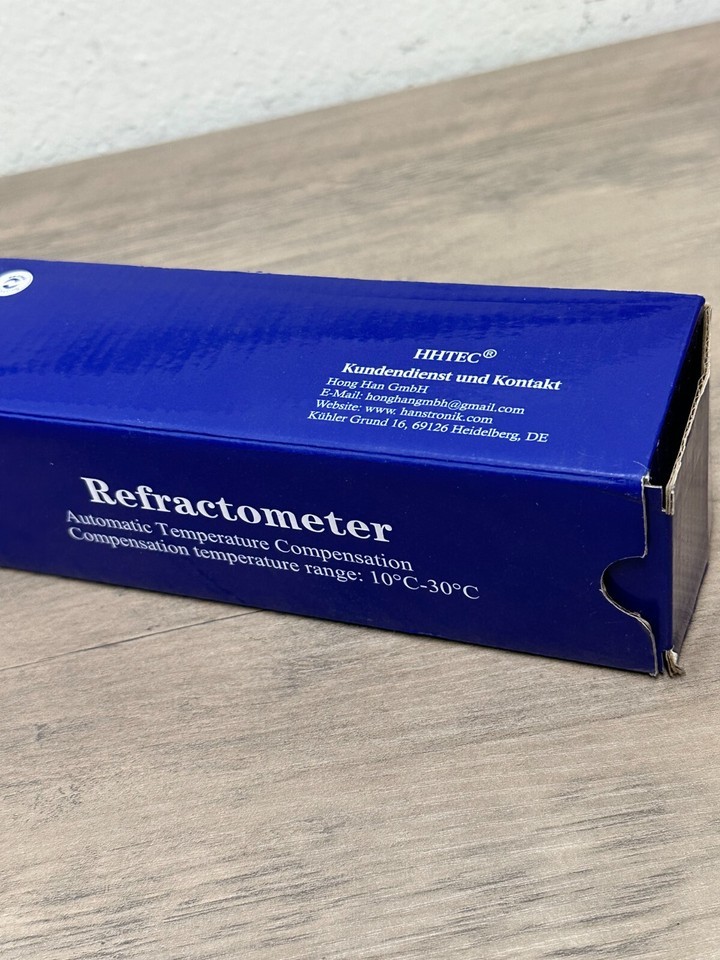 HHTEC®
Kundendienst und Kontakt
Hong Han GmbH
E-Mail: honghangmbh@gmail.com
Website: www. hanstronik.com
Kühler Grund 16, 69126 Heidelberg, DE
Refractometer
Automatic Temperature Compensation
Compensation temperature range: 10°C-30°C